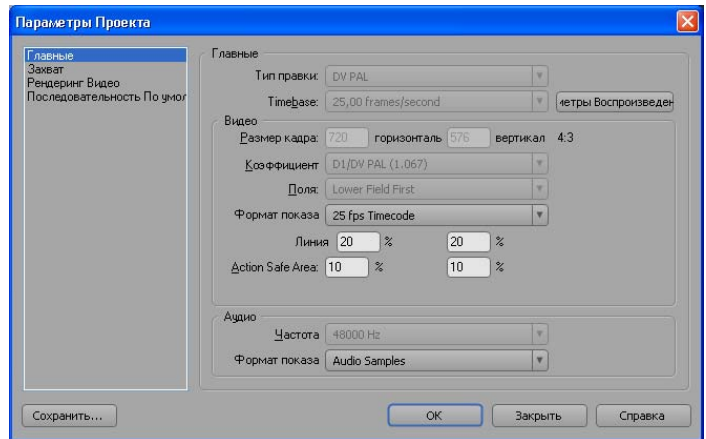 Параметры Проекта
Главные
Захват
Рендеринг Видео
Последовательность По умол
Главные
Тип правки: DV PAL
Timebase: 25,00 frames/second
етры Воспроизведен
Видео
Размер кадра: 720 горизонталь 576 вертикал 4:3
Коэффициент D1/DV PAL (1.067)
Поля: Lower Field First
Формат показа 25 fps Timecode
Линия 20 % 20 %
Action Safe Area: 10 % 10 %
Аудио
Частота 48000 Hz
Формат показа Audio Samples
Сохранить... OK Закрыть Справка